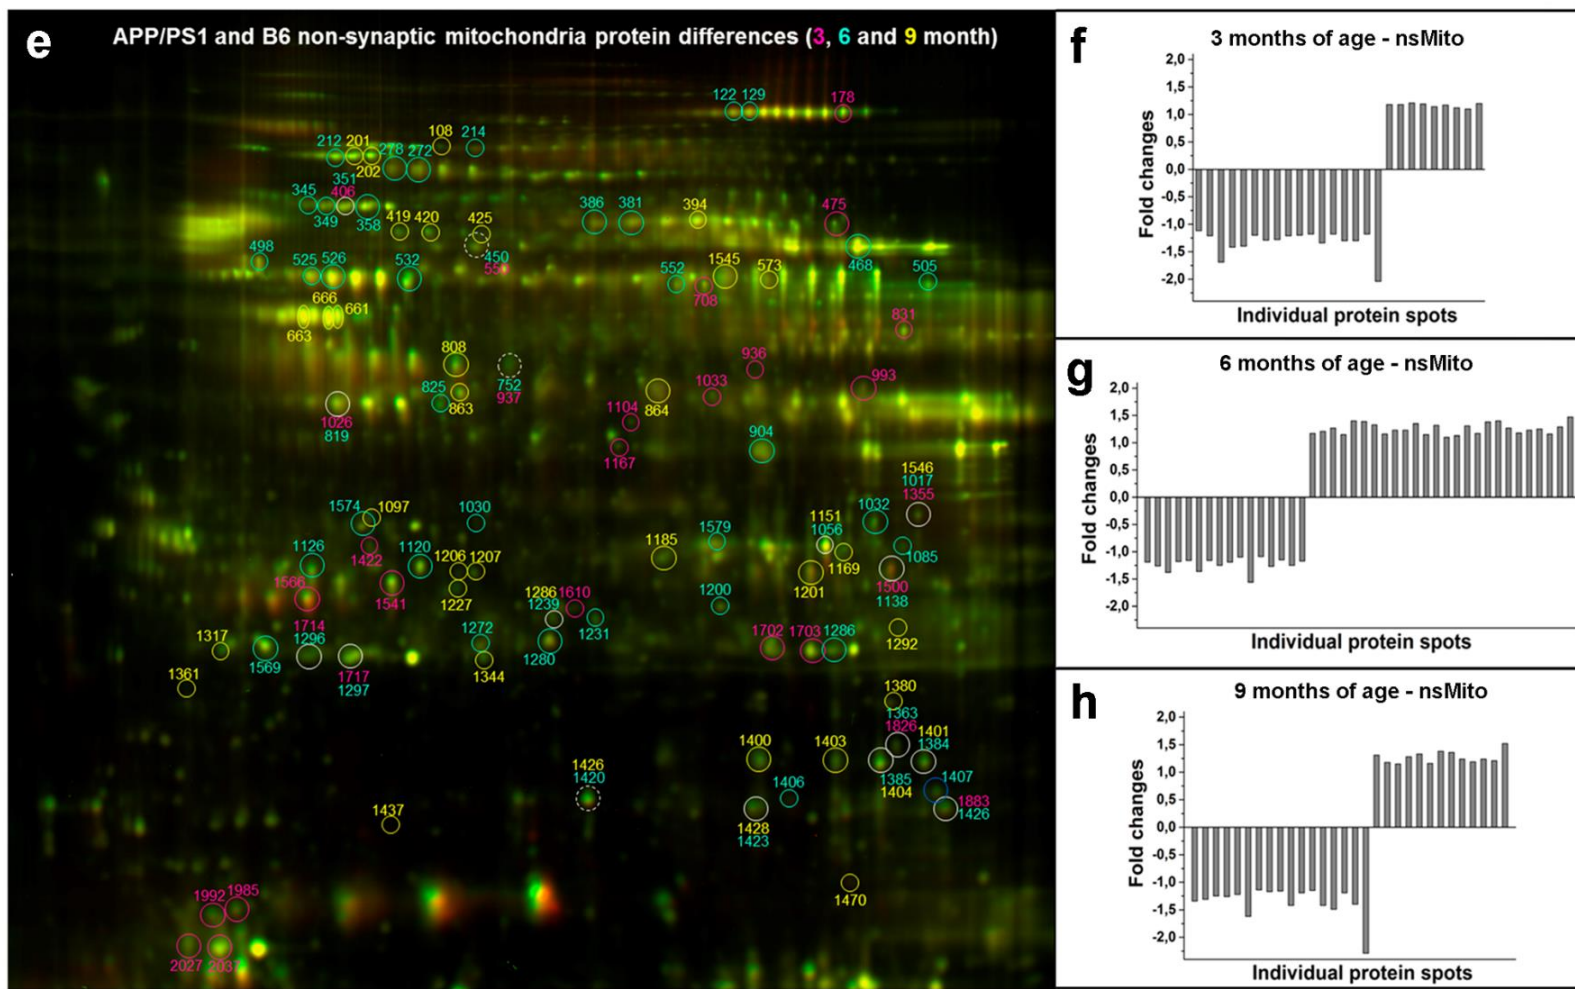 e
APP/PS1 and B6 non-synaptic mitochondria protein differences (3, 6 and 9 month)
122 129 178
212 201 108 214
278 272
202
351
345 406
349 358
386 381 394 475
419 420 425
498 450
525 526 532 552 1545 573 468 505
708
666 661
663
831
808 936
752
825 937 993
863 864 1033
1026
819
1104
1167
904
1546
1017
1355
1574 1097 1030 1032
1151
1056
1185 1579
1126 1422 1120 1206 1207 1169 1085
1566 1541 1227 1201 1500
1138
1286 1610
1239 1200
1714
1296 1231
1317 1272 1702 1703 1286 1292
1569 1280
1717
1297 1344
1361
1380
1363
1826
1400 1403 1401
1384
1426
1420 1406 1385
1404 1407
1883
1426
1437 1428
1423
1470
1992 1985
2027 2037
f
3 months of age - nsMito
Fold changes
2,0
1,5
1,0
0,5
0,0
-0,5
-1,0
-1,5
-2,0
Individual protein spots
g
6 months of age - nsMito
Fold changes
2,0
1,5
1,0
0,5
0,0
-0,5
-1,0
-1,5
-2,0
Individual protein spots
h
9 months of age - nsMito
Fold changes
2,0
1,5
1,0
0,5
0,0
-0,5
-1,0
-1,5
-2,0
Individual protein spots